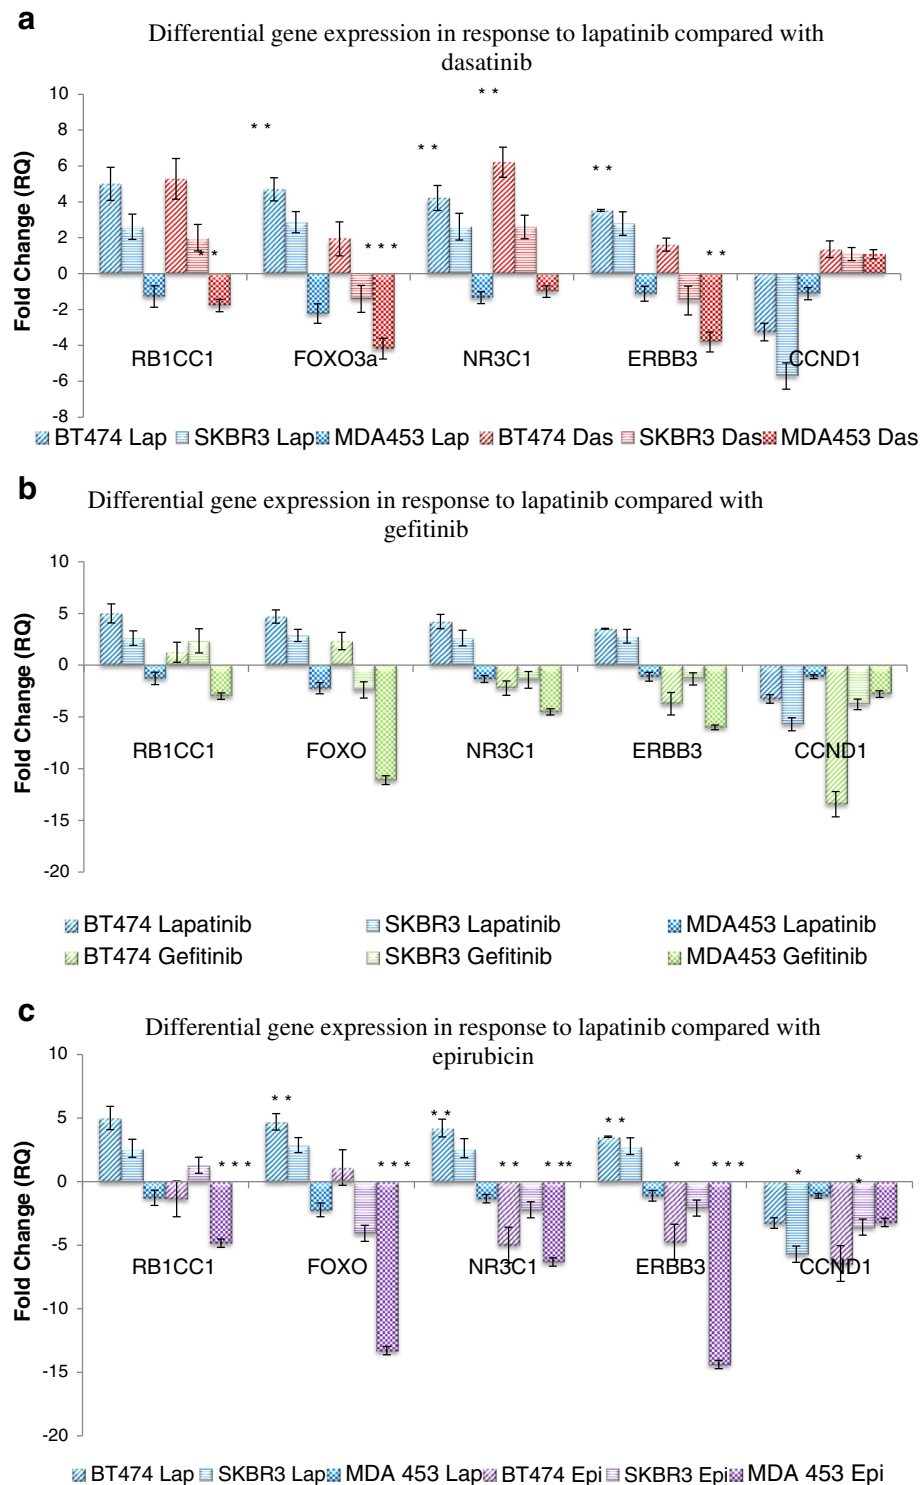 a
Differential gene expression in response to lapatinib compared with
dasatinib
Fold Change (RQ)
10
8
6
4
2
0
-2
-4
-6
-8
* *
* *
* *
* *
* *
* * *
* *
RB1CC1 FOXO3a NR3C1 ERBB3 CCND1
BT474 Lap SKBR3 Lap MDA453 Lap BT474 Das SKBR3 Das MDA453 Das
b
Differential gene expression in response to lapatinib compared with
gefitinib
Fold Change (RQ)
10
5
0
-5
-10
-15
-20
RB1CC1 FOXO NR3C1 ERBB3 CCND1
BT474 Lapatinib SKBR3 Lapatinib MDA453 Lapatinib
BT474 Gefitinib SKBR3 Gefitinib MDA453 Gefitinib
c
Differential gene expression in response to lapatinib compared with
epirubicin
Fold Change (RQ)
10
5
0
-5
-10
-15
-20
* * * * * *
* * * * * * * * * * * * * * * * * *
*
RB1CC1 FOXO NR3C1 ERBB3 CCND1
BT474 Lap SKBR3 Lap MDA 453 Lap BT474 Epi SKBR3 Epi MDA 453 Epi